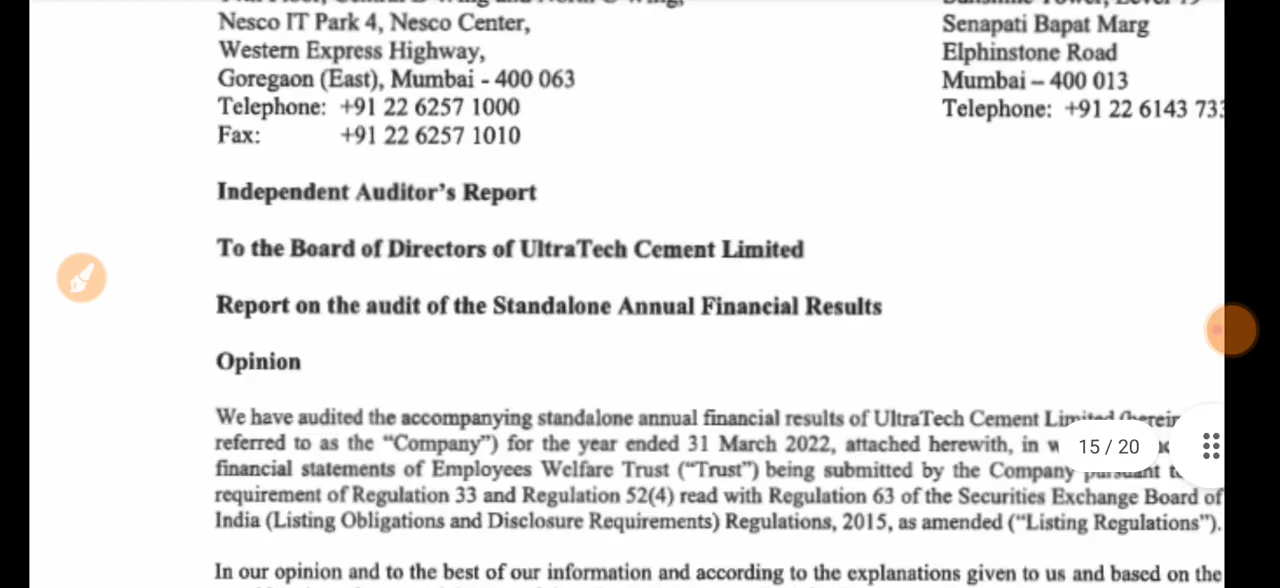 Nesco IT Park 4, Nesco Center,
Western Express Highway,
Goregaon (East), Mumbai - 400 063
Telephone: +91 22 6257 1000
Fax: +91 22 6257 1010
Senapati Bapat Marg
Elphinstone Road
Mumbai – 400 013
Telephone: +91 22 6143 73
Independent Auditor's Report
To the Board of Directors of UltraTech Cement Limited
Report on the audit of the Standalone Annual Financial Results
Opinion
We have audited the accompanying standalone annual financial results of UltraTech Cement Limited
referred to as the “Company”) for the year ended 31 March 2022, attached herewith, in
financial statements of Employees Welfare Trust (“Trust”) being submitted by the Company pursuant
requirement of Regulation 33 and Regulation 52(4) read with Regulation 63 of the Securities Exchange Board of
India (Listing Obligations and Disclosure Requirements) Regulations, 2015, as amended (“Listing Regulations”).
15 / 20
In our opinion and to the best of our information and according to the explanations given to us and based on the